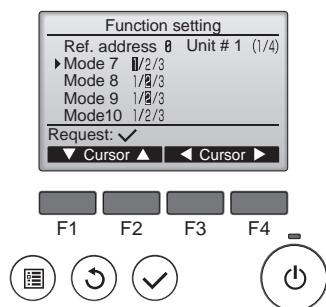 Function setting
Ref. address 0 Unit # 1 (1/4)
Mode 7 1/2/3
Mode 8 1/2/3
Mode 9 1/2/3
Mode10 1/2/3
Request: ✓
▼ Cursor ▲ ◀ Cursor ▶
F1 F2 F3 F4